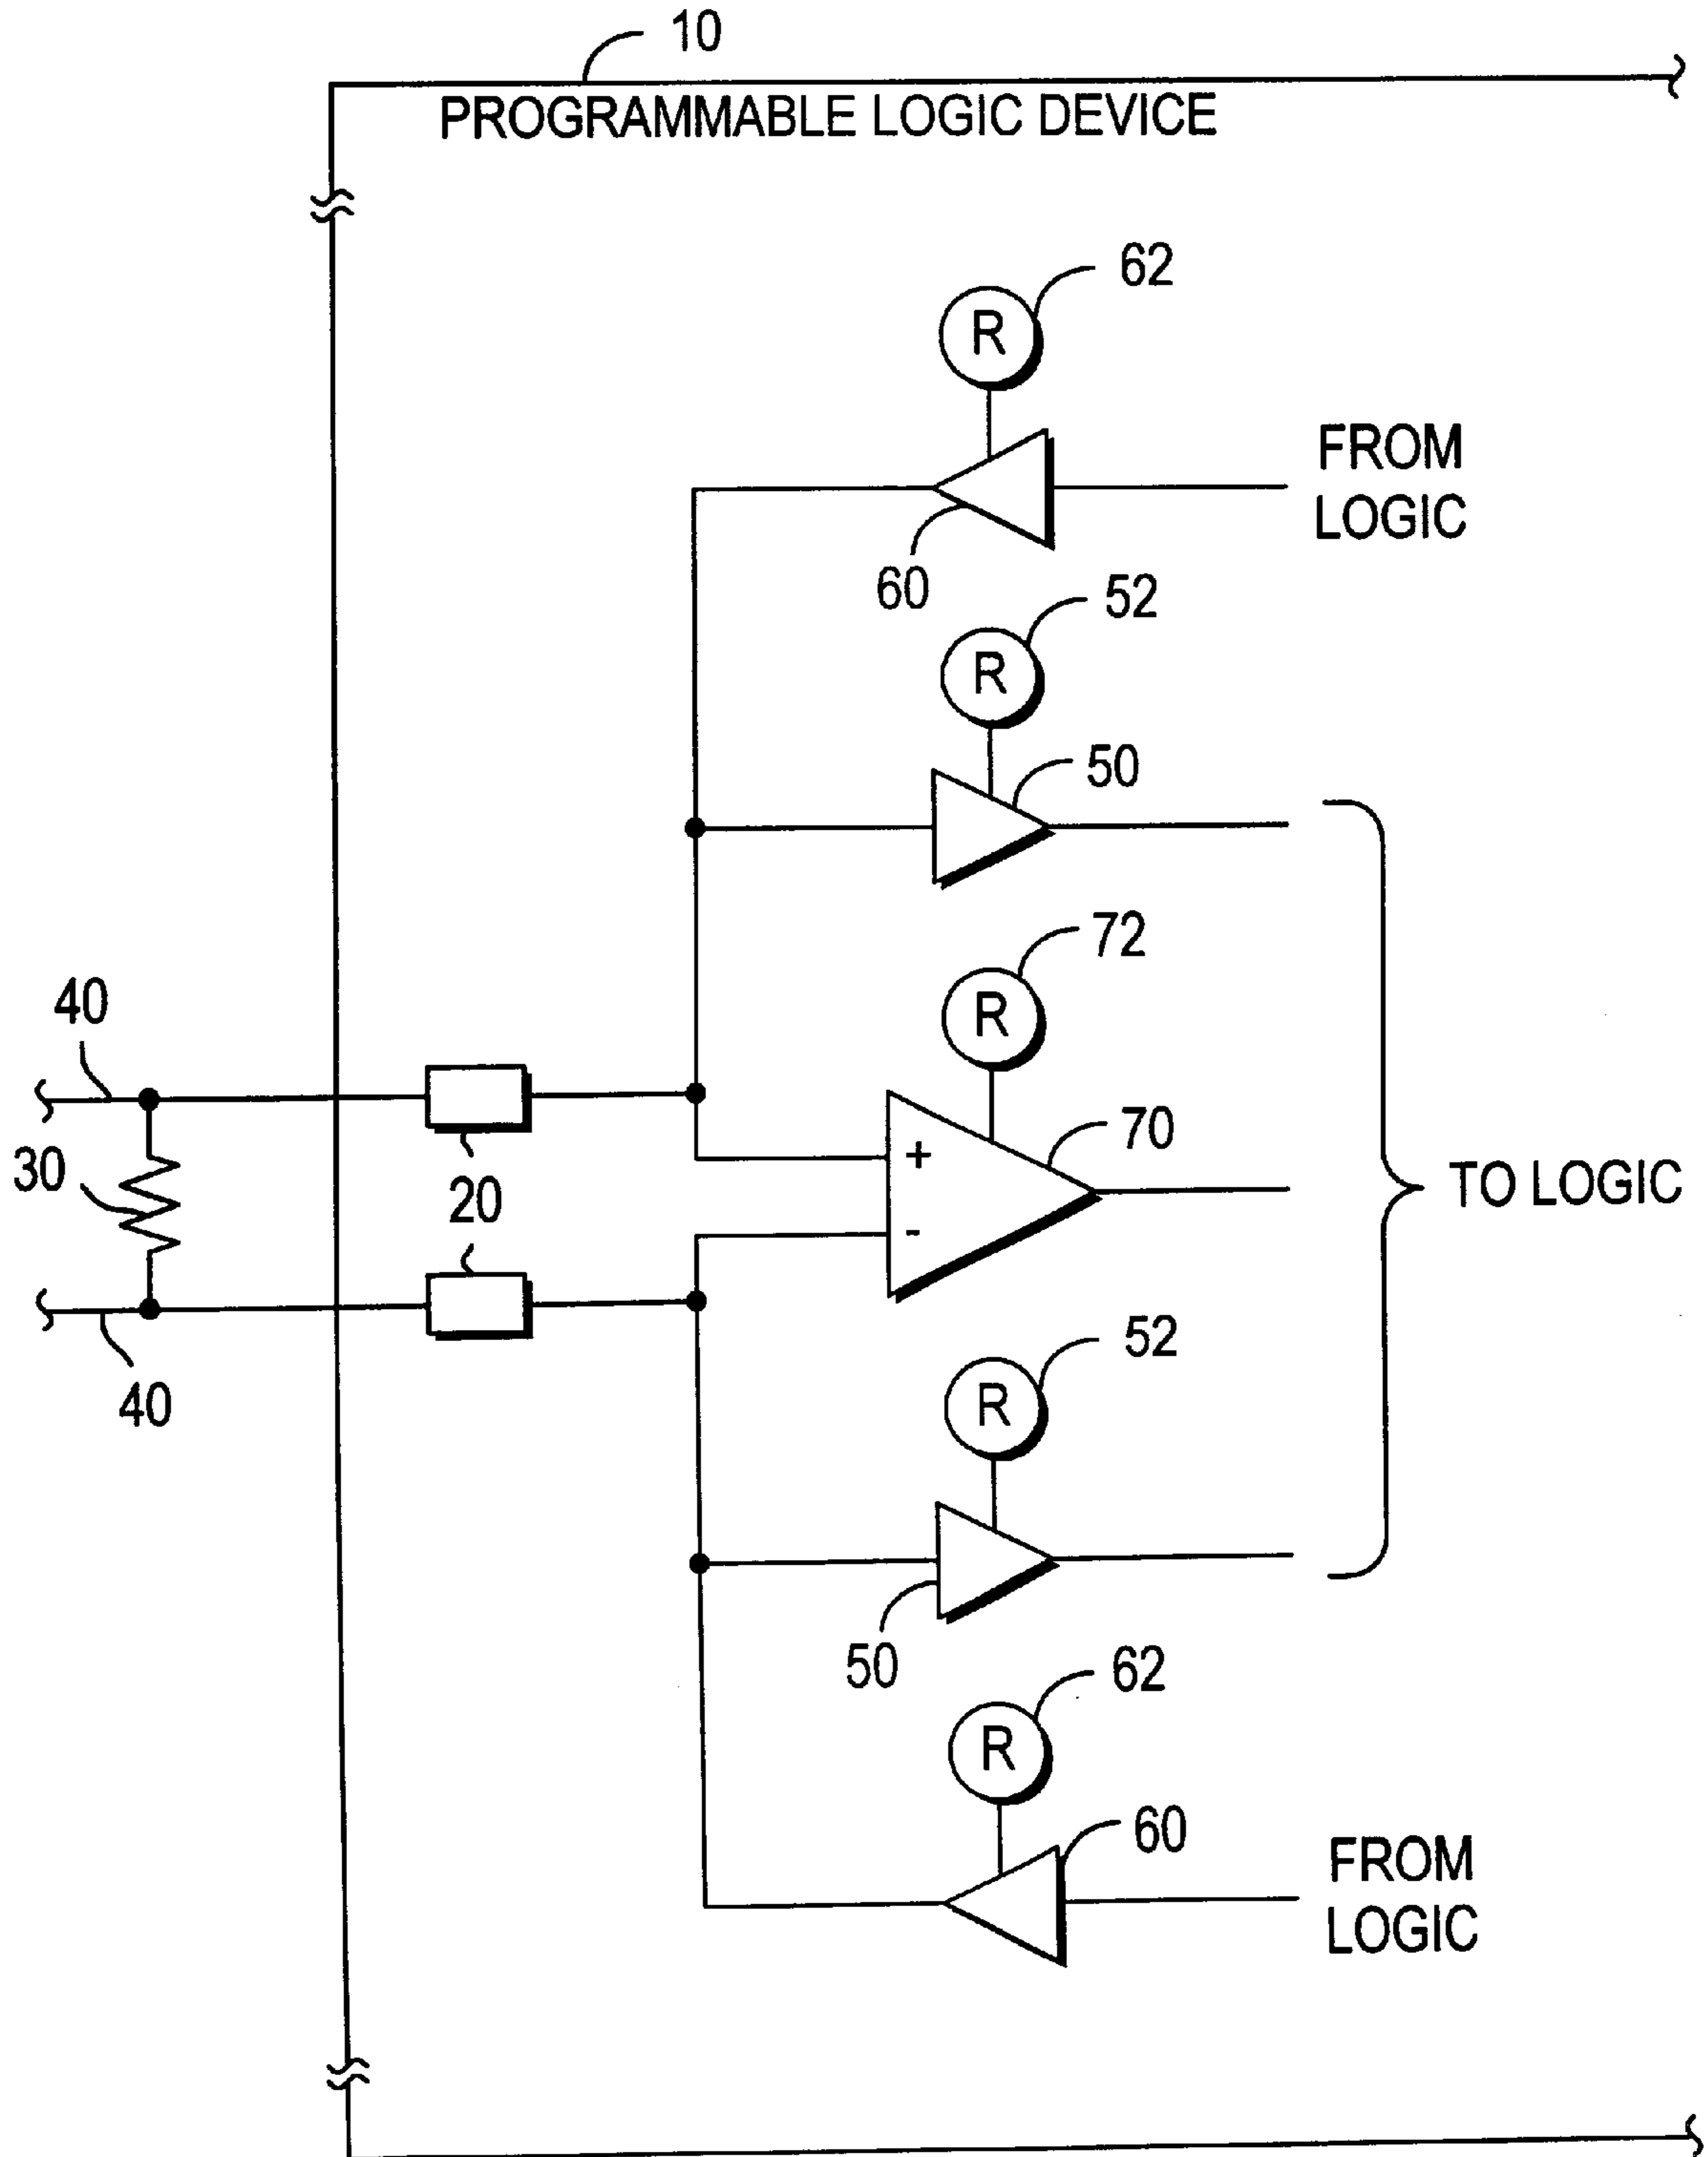 10
PROGRAMMABLE LOGIC DEVICE
62
R
FROM
LOGIC
60
52
R
50
72
R
40
70
+
30
20
TO LOGIC
-
52
R
40
50
62
R
60
FROM
LOGIC